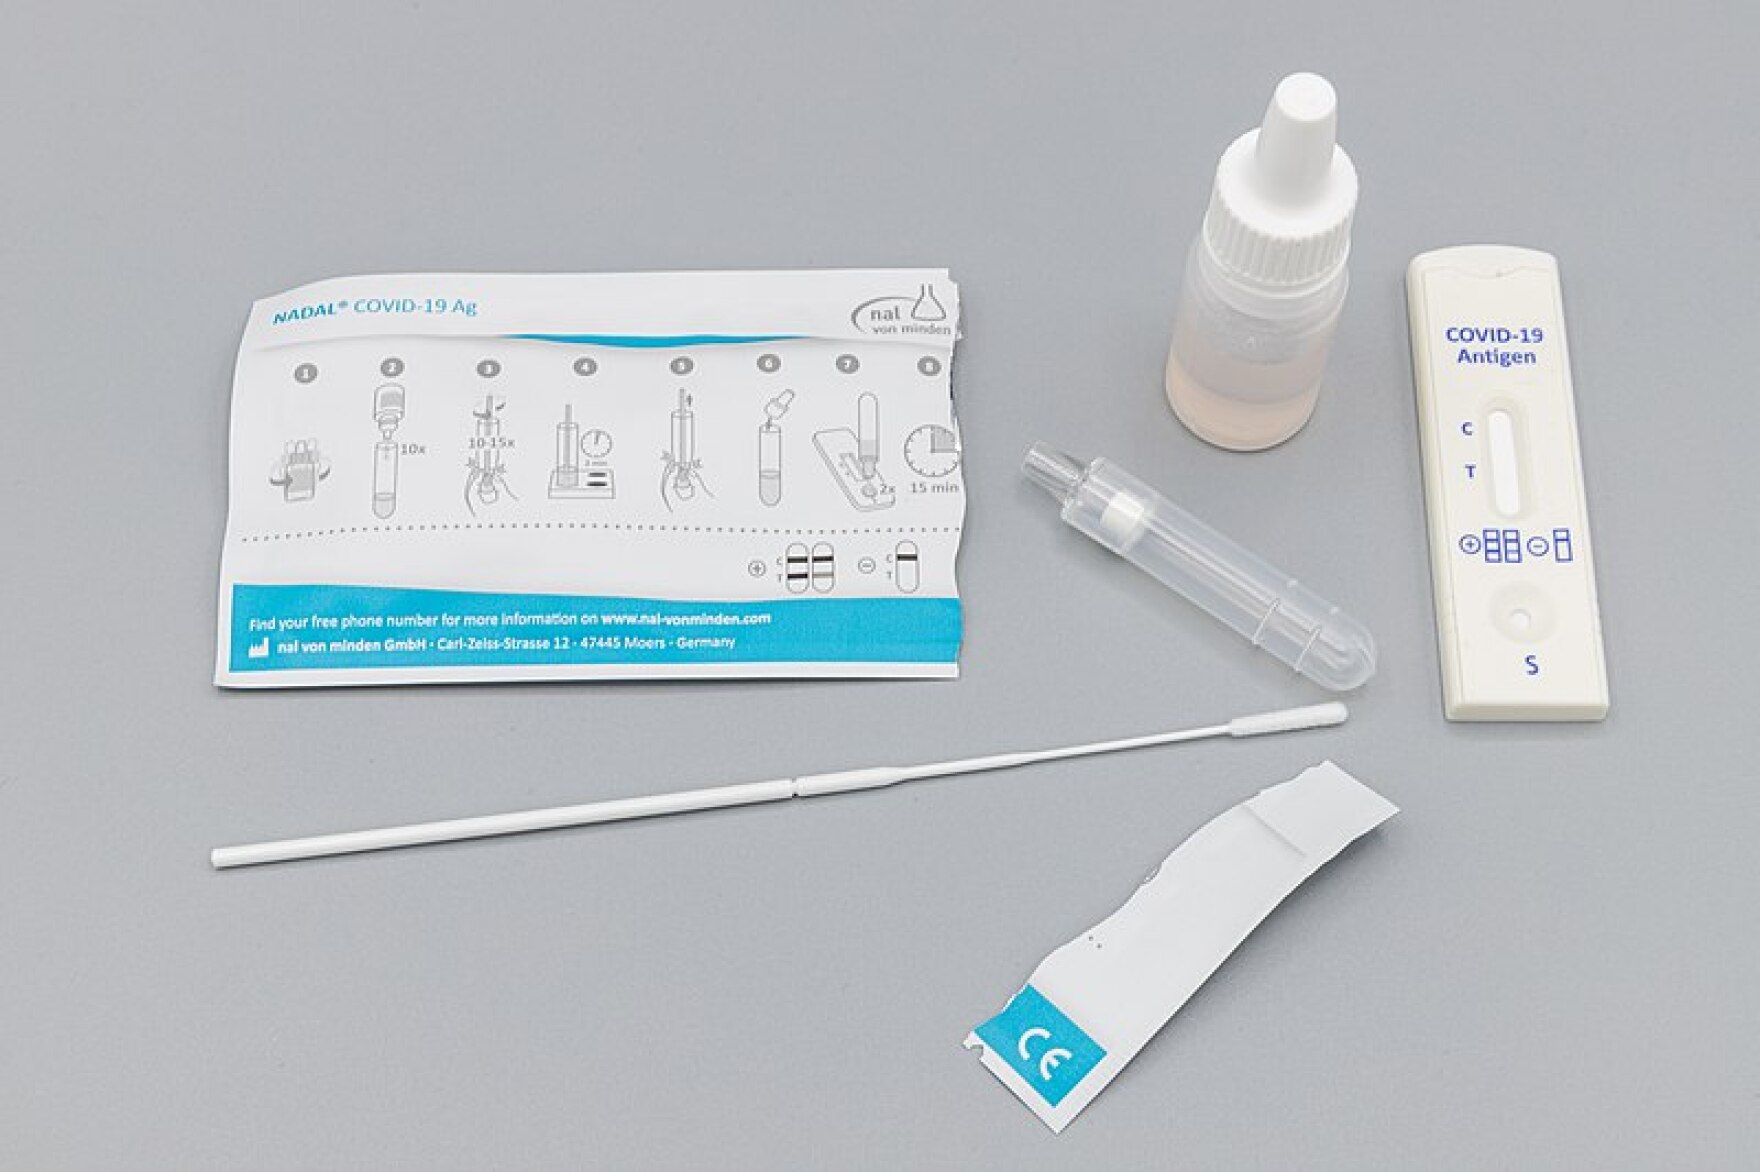 NADAL® COVID-19 Ag
nal
von minden
1 2 3 4 5 6 7 8
10x
10-15x
2 min
2x
15 min
+ C T - C T
Find your free phone number for more information on www.nal-vonminden.com
nal von minden GmbH · Carl-Zeiss-Strasse 12 · 47445 Moers · Germany
COVID-19
Antigen
C
T
+ -
S
CE